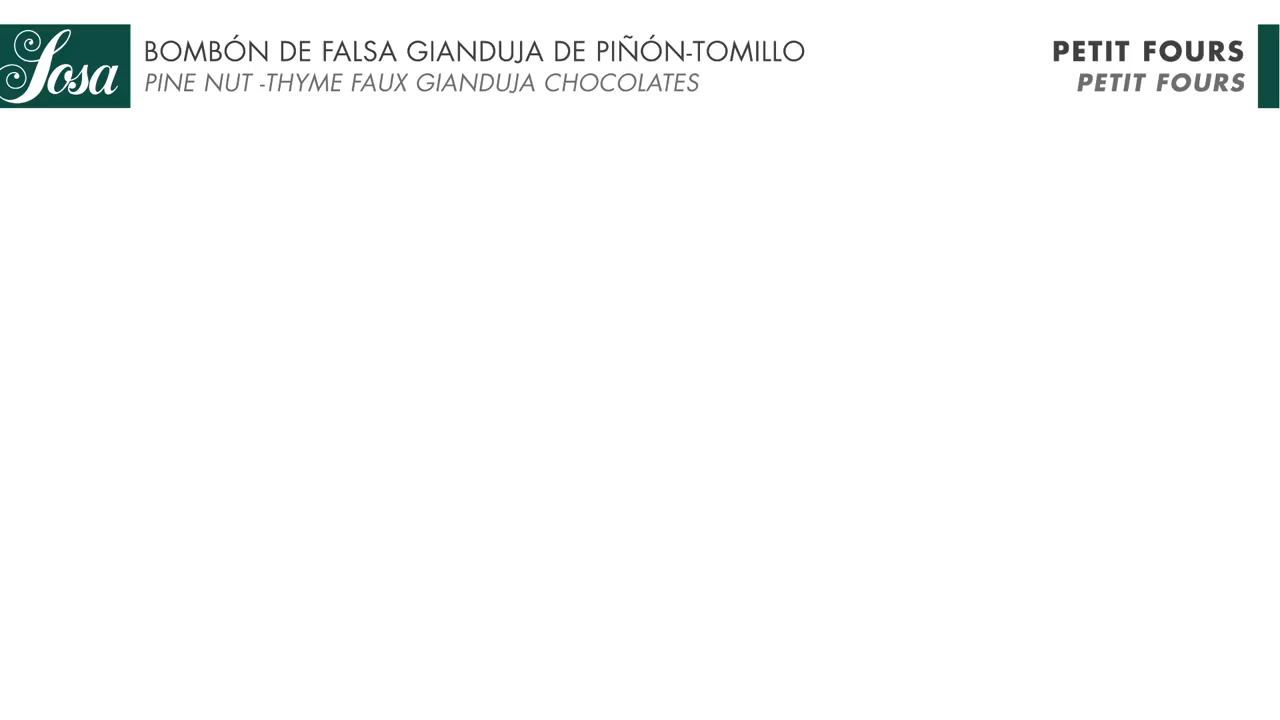 Sosa
BOMBÓN DE FALSA GIANDUJA DE PIÑÓN-TOMILLO
PINE NUT -THYME FAUX GIANDUJA CHOCOLATES
PETIT FOURS
PETIT FOURS